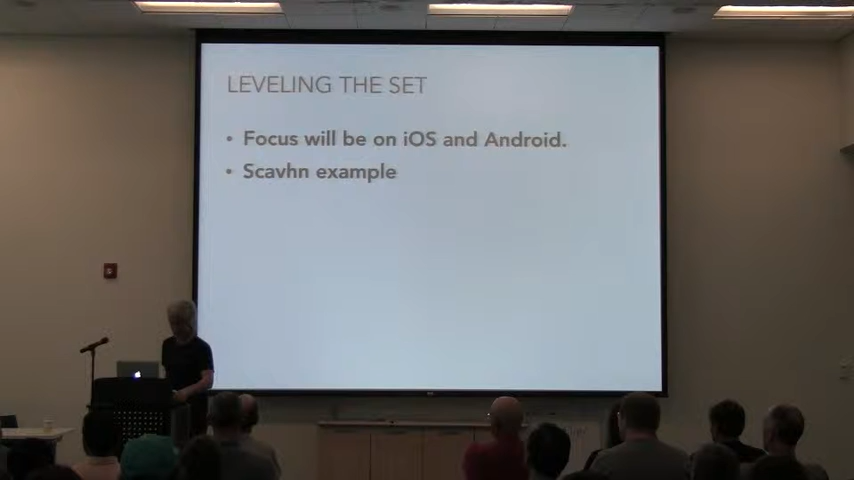 LEVELING THE SET
• Focus will be on iOS and Android.
• Scavhn example